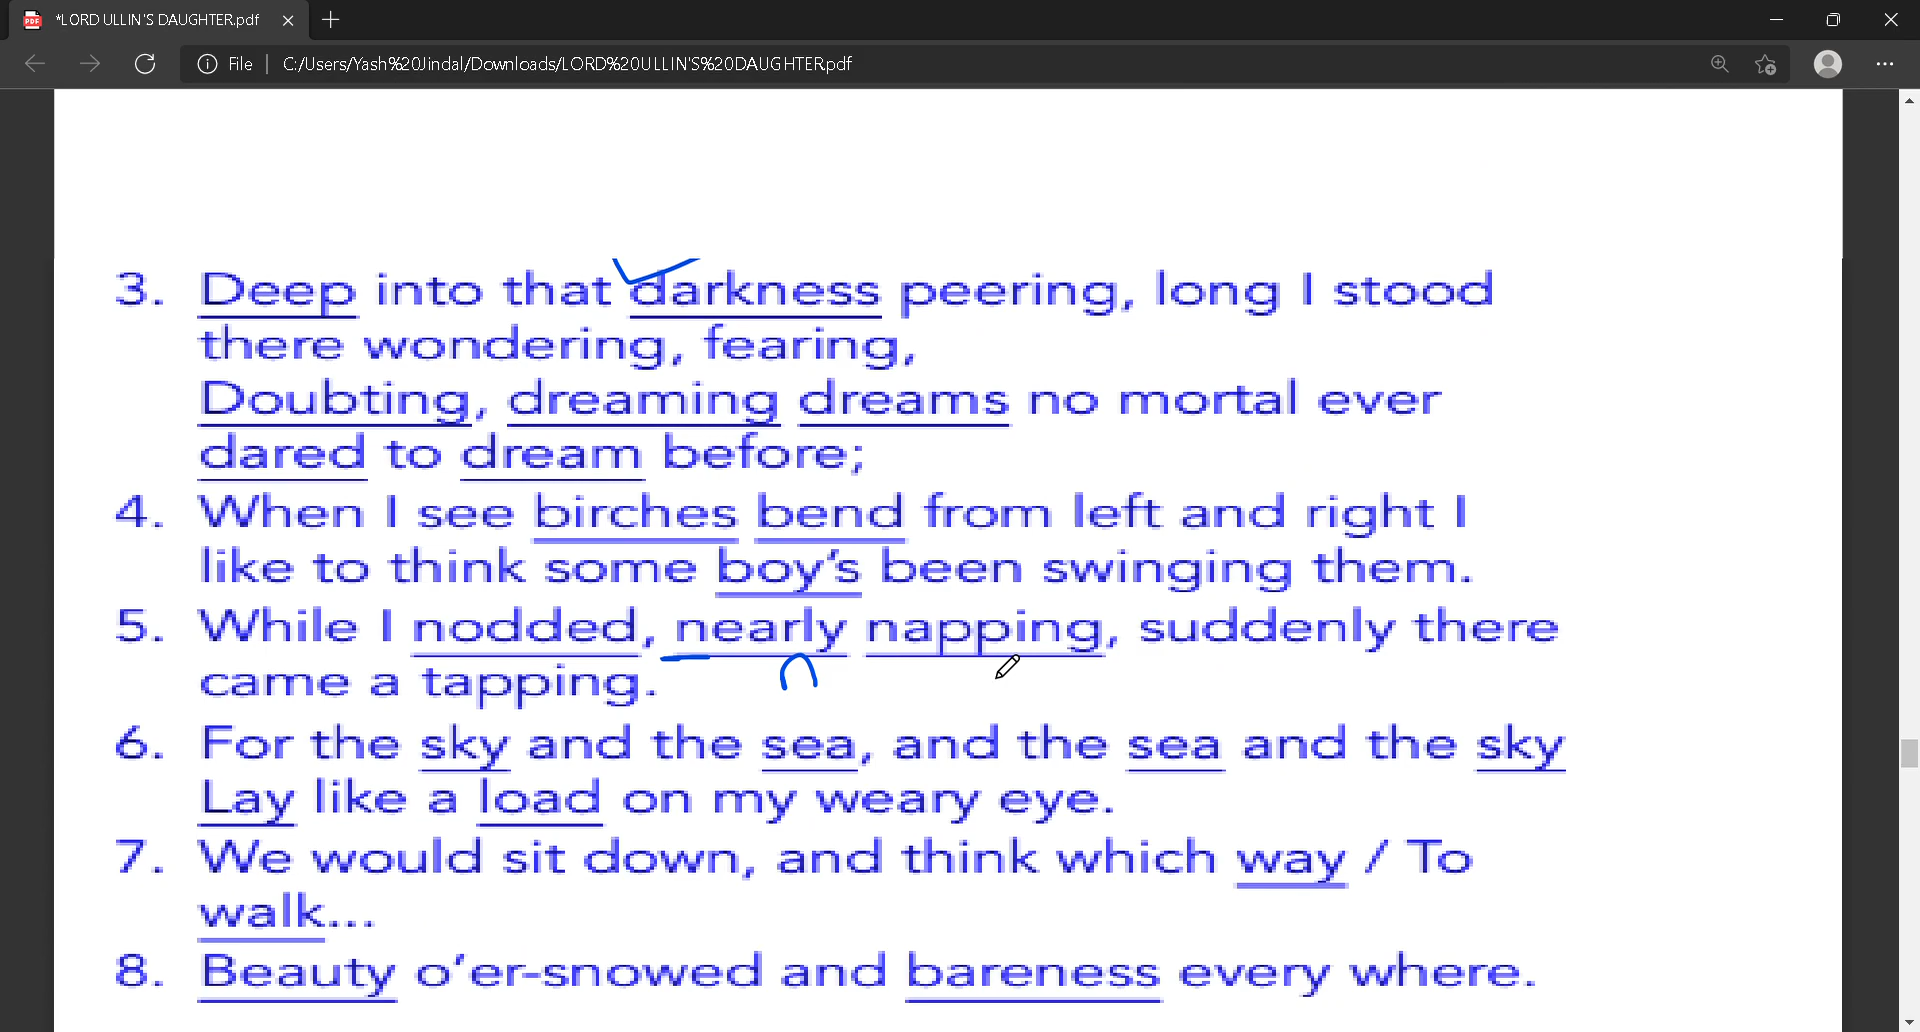 *LORD ULLIN'S DAUGHTER.pdf
File
C:/Users/Yash%20Jindal/Downloads/LORD%20ULLIN'S%20DAUGHTER.pdf
3. Deep into that darkness peering, long I stood
there wondering, fearing,
Doubting, dreaming dreams no mortal ever
dared to dream before;
4. When I see birches bend from left and right I
like to think some boy's been swinging them.
5. While I nodded, nearly napping, suddenly there
came a tapping.
6. For the sky and the sea, and the sea and the sky
Lay like a load on my weary eye.
7. We would sit down, and think which way / To
walk...
8. Beauty o'er-snowed and bareness every where.